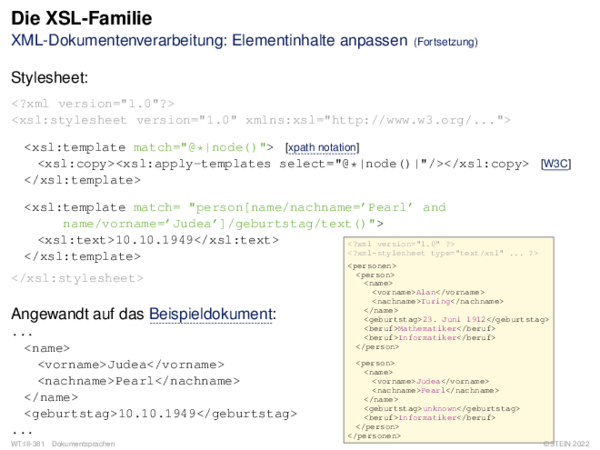 Die XSL-Familie
XML-Dokumentenverarbeitung: Elementinhalte anpassen (Fortsetzung)
Stylesheet:
<?xml version="1.0"?>
<xsl:stylesheet version="1.0" xmlns:xsl="http://www.w3.org/...">
<xsl:template match="@*|node()"> [xpath notation]
<xsl:copy><xsl:apply-templates select="@*|node()|"/></xsl:copy> [W3C]
</xsl:template>
<xsl:template match= "person[name/nachname='Pearl' and
name/vorname='Judea']/geburtstag/text()">
<xsl:text>10.10.1949</xsl:text>
</xsl:template>
</xsl:stylesheet>
Angewandt auf das Beispieldokument:
...
<name>
<vorname>Judea</vorname>
<nachname>Pearl</nachname>
</name>
<geburtstag>10.10.1949</geburtstag>
...
<?xml version="1.0" ?>
<?xml-stylesheet type="text/xsl" ... ?>
<personen>
<person>
<name>
<vorname>Alan</vorname>
<nachname>Turing</nachname>
</name>
<geburtstag>23. Juni 1912</geburtstag>
<beruf>Mathematiker</beruf>
<beruf>Informatiker</beruf>
</person>
<person>
<name>
<vorname>Judea</vorname>
<nachname>Pearl</nachname>
</name>
<geburtstag>unknown</geburtstag>
<beruf>Informatiker</beruf>
</person>
</personen>
WT:III-381 Dokumentsprachen
©STEIN 2022